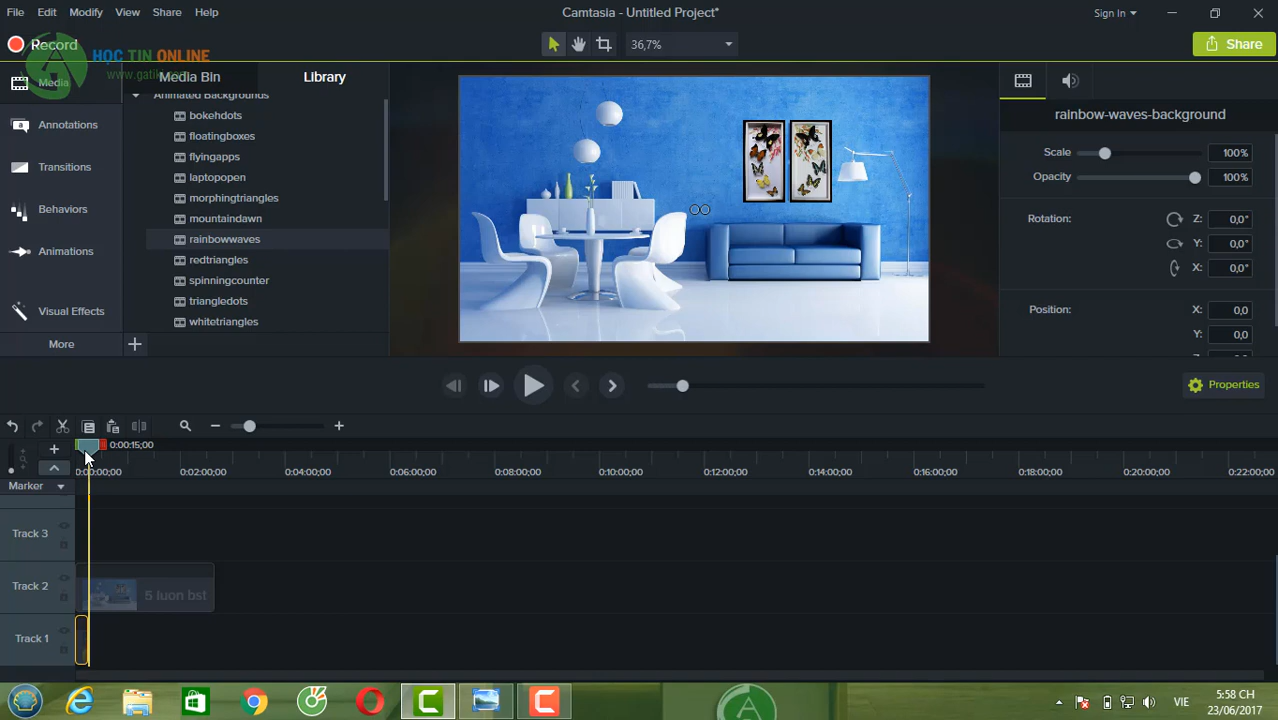 File Edit Modify View Share Help
Camtasia - Untitled Project*
Sign In
Record
HỌC TIN ONLINE
36,7%
Share
Media
Media Bin
Library
Animated Backgrounds
bokehdots
floatingboxes
flyingapps
laptopopen
morphingtriangles
mountaindawn
rainbowwaves
redtriangles
spinningcounter
triangledots
whitetriangles
Annotations
Transitions
Behaviors
Animations
Visual Effects
More
rainbow-waves-background
Scale 100%
Opacity 100%
Rotation: Z: 0,0°
Y: 0,0°
X: 0,0°
Position: X: 0,0
Y: 0,0
Properties
0:00:15;00
0:00:00;00 0:02:00;00 0:04:00;00 0:06:00;00 0:08:00;00 0:10:00;00 0:12:00;00 0:14:00;00 0:16:00;00 0:18:00;00 0:20:00;00 0:22:00;00
Marker
Track 3
Track 2
5 luon bst
Track 1
VIE
5:58 CH
23/06/2017